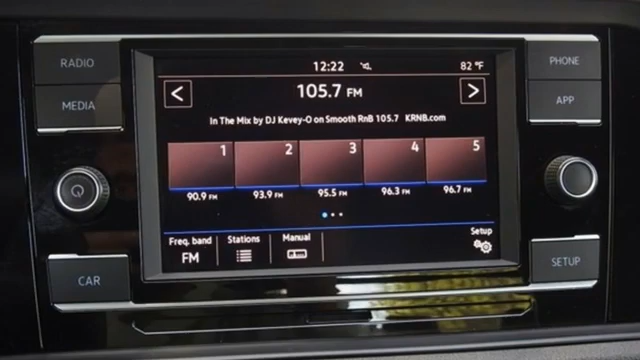 RADIO
MEDIA
CAR
12:22 82 °F
< 105.7 FM >
In The Mix by DJ Kevey-O on Smooth RnB 105.7 KRNB.com
1 2 3 4 5
90.9 FM 93.9 FM 95.5 FM 96.3 FM 96.7 FM
Freq. band Stations Manual Setup
FM
PHONE
APP
SETUP